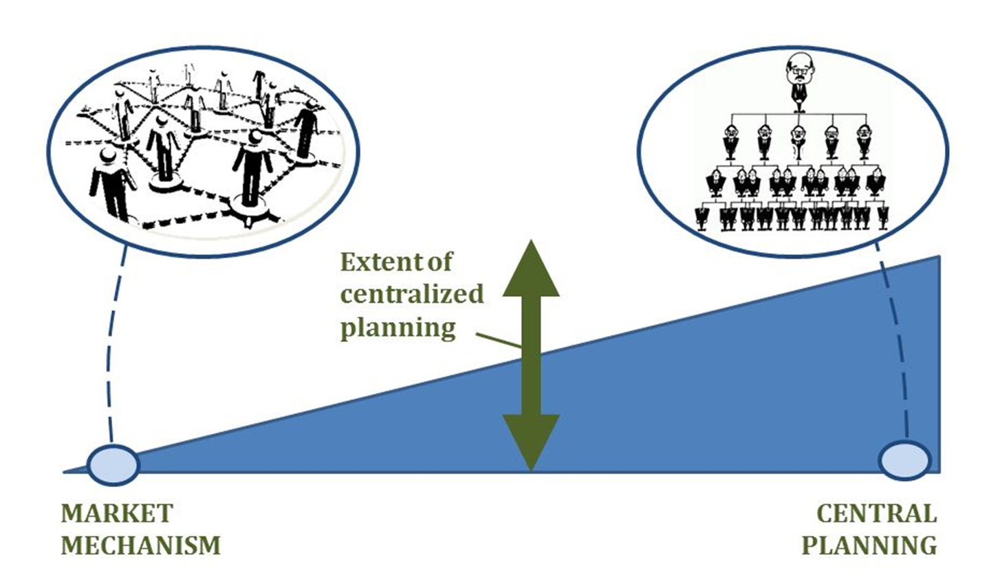 Extent of
centralized
planning
MARKET
MECHANISM
CENTRAL
PLANNING